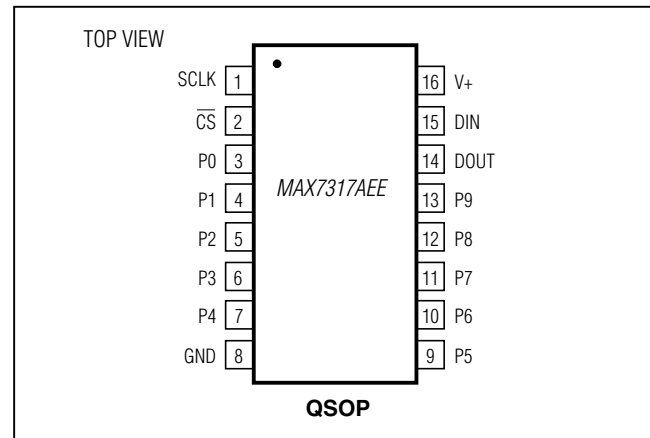 TOP VIEW
SCLK 1
C̅S̅ 2
P0 3
P1 4
P2 5
P3 6
P4 7
GND 8
MAX7317AEE
16 V+
15 DIN
14 DOUT
13 P9
12 P8
11 P7
10 P6
9 P5
QSOP